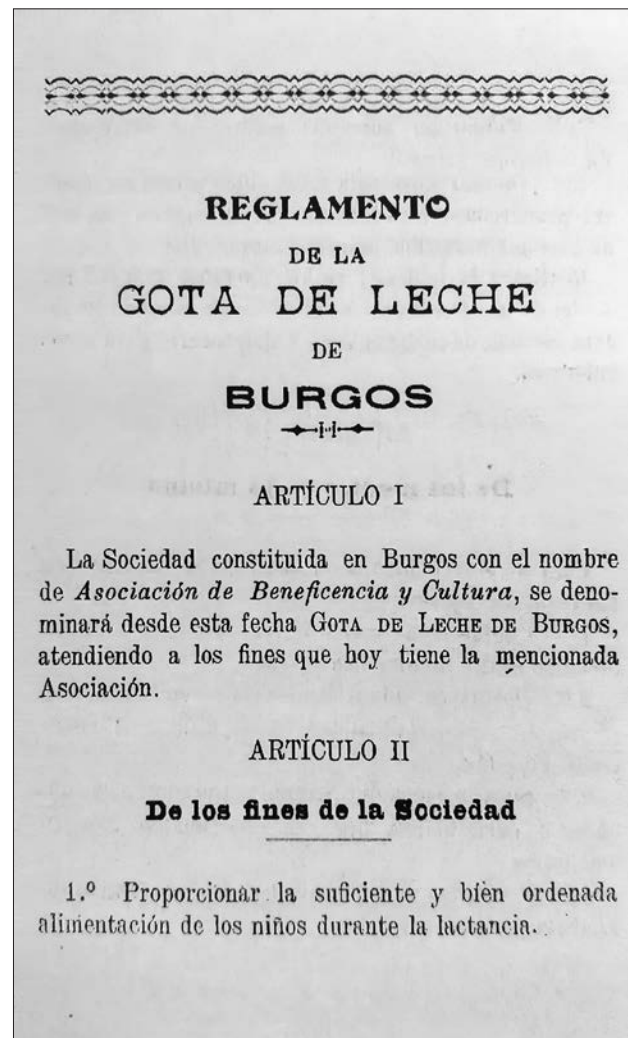 REGLAMENTO
DE LA
GOTA DE LECHE
DE
BURGOS
ARTÍCULO I
La Sociedad constituida en Burgos con el nombre
de Asociación de Beneficencia y Cultura, se deno-
minará desde esta fecha GOTA DE LECHE DE BURGOS,
atendiendo a los fines que hoy tiene la mencionada
Asociación.
ARTÍCULO II
De los fines de la Sociedad
1.º Proporcionar la suficiente y bien ordenada
alimentación de los niños durante la lactancia.